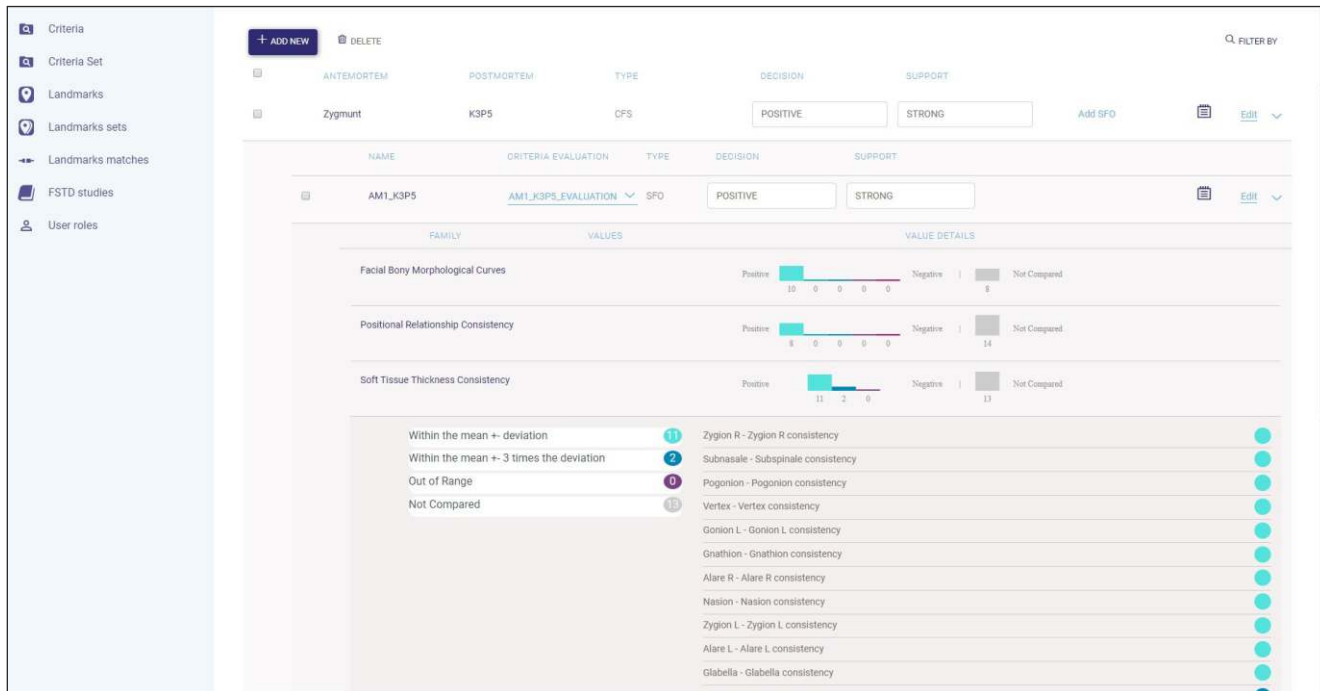 Criteria
Criteria Set
Landmarks
Landmarks sets
Landmarks matches
FSTD studies
User roles
+ ADD NEW DELETE FILTER BY
ANTEMORTEM POSTMORTEM TYPE DECISION SUPPORT
Zygmunt K3P5 CFS POSITIVE STRONG Add SFO Edit
NAME CRITERIA EVALUATION TYPE DECISION SUPPORT
AM1_K3P5 AM1_K3P5_EVALUATION SFO POSITIVE STRONG Edit
FAMILY VALUES VALUE DETAILS
Facial Bony Morphological Curves Positive Negative | Not Compared
10 0 0 0 0 8
Positional Relationship Consistency Positive Negative | Not Compared
8 0 0 0 0 14
Soft Tissue Thickness Consistency Positive Negative | Not Compared
11 2 0 13
Within the mean +- deviation 11 Zygion R - Zygion R consistency
Within the mean +- 3 times the deviation 2 Subnasale - Subspinale consistency
Out of Range 0 Pogonion - Pogonion consistency
Not Compared 13 Vertex - Vertex consistency
Gonion L - Gonion L consistency
Gnathion - Gnathion consistency
Alare R - Alare R consistency
Nasion - Nasion consistency
Zygion L - Zygion L consistency
Alare L - Alare L consistency
Glabella - Glabella consistency